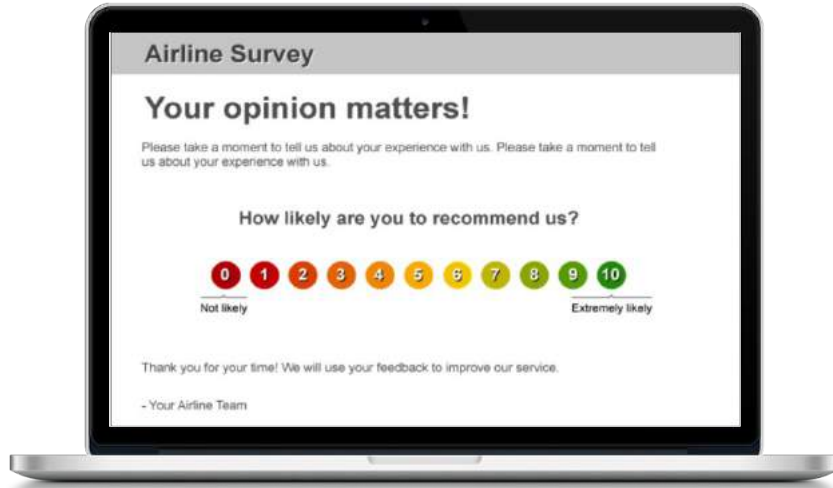 Airline Survey
Your opinion matters!
Please take a moment to tell us about your experience with us. Please take a moment to tell
us about your experience with us.
How likely are you to recommend us?
0 1 2 3 4 5 6 7 8 9 10
Not likely Extremely likely
Thank you for your time! We will use your feedback to improve our service.
- Your Airline Team